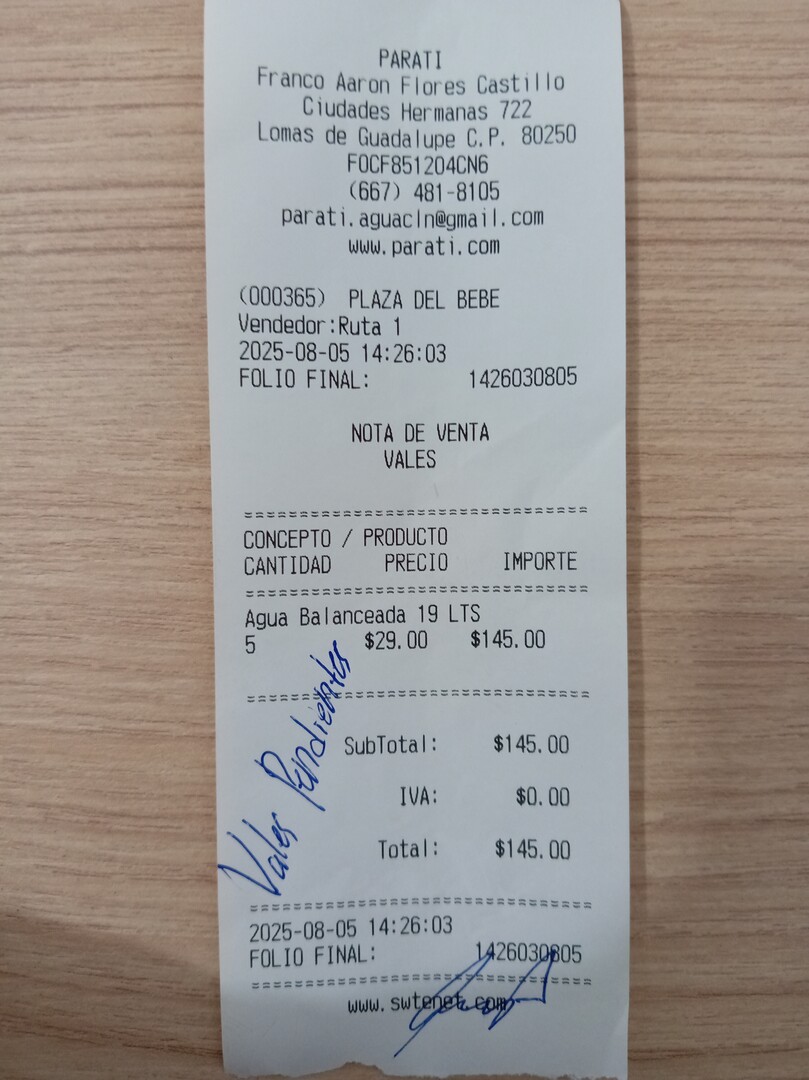 PARATI
Franco Aaron Flores Castillo
Ciudades Hermanas 722
Lomas de Guadalupe C.P. 80250
FOCF851204CN6
(667) 481-8105
parati.aguacln@gmail.com
www.parati.com
(000365) PLAZA DEL BEBE
Vendedor:Ruta 1
2025-08-05 14:26:03
FOLIO FINAL: 1426030805
NOTA DE VENTA
VALES
================================
CONCEPTO / PRODUCTO
CANTIDAD PRECIO IMPORTE
================================
Agua Balanceada 19 LTS
5 $29.00 $145.00
================================
SubTotal: $145.00
IVA: $0.00
Total: $145.00
Vales Pendientes
================================
2025-08-05 14:26:03
FOLIO FINAL: 1426030805
================================
www.swtenet.com